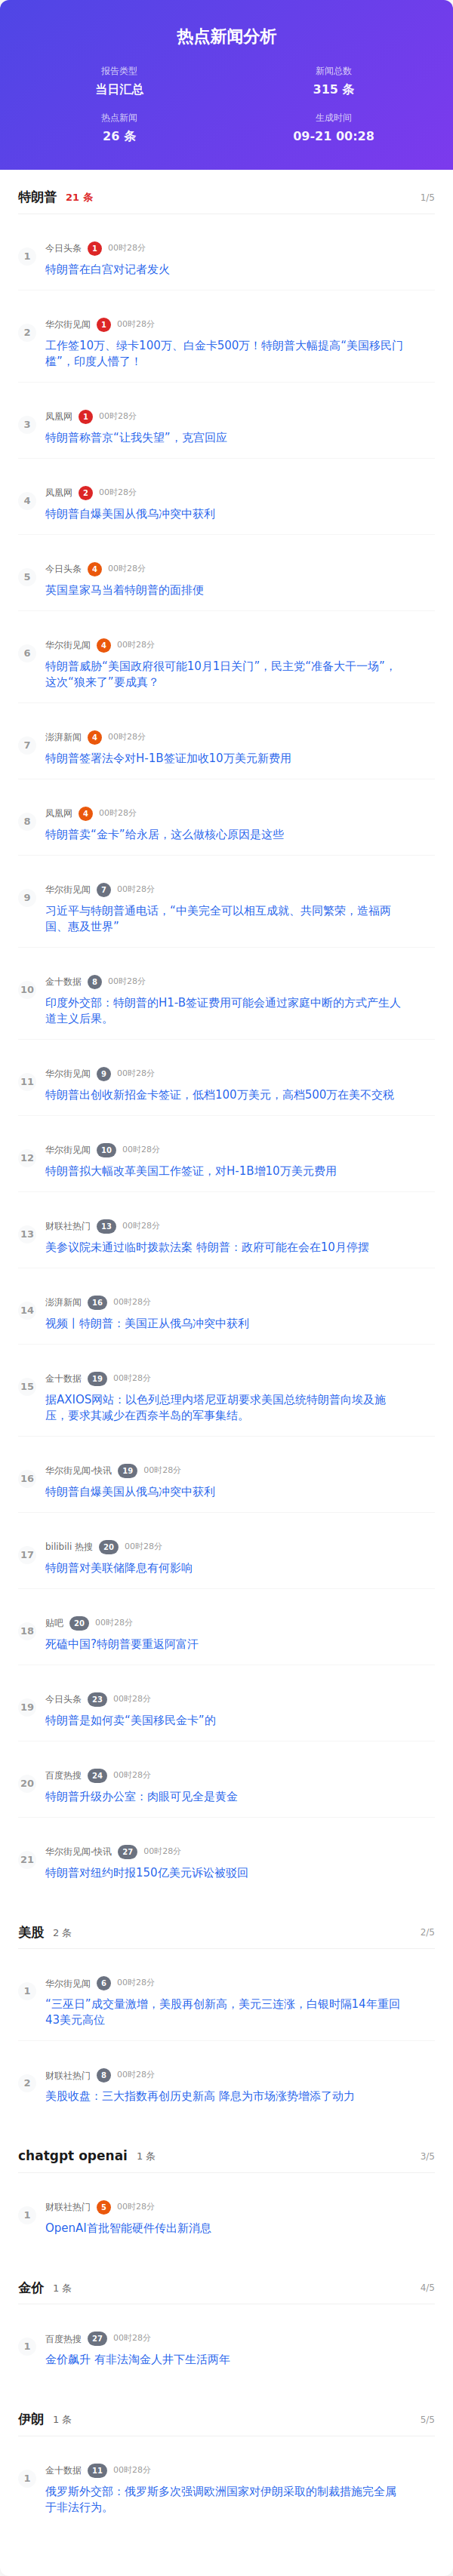 热点新闻分析
报告类型
新闻总数
当日汇总
315 条
热点新闻
生成时间
26 条
09-21 00:28
特朗普 21 条 1/5
1
今日头条 1 00时28分
特朗普在白宫对记者发火
2
华尔街见闻 1 00时28分
工作签10万、绿卡100万、白金卡500万！特朗普大幅提高“美国移民门
槛”，印度人懵了！
3
凤凰网 1 00时28分
特朗普称普京“让我失望”，克宫回应
4
凤凰网 2 00时28分
特朗普自爆美国从俄乌冲突中获利
5
今日头条 4 00时28分
英国皇家马当着特朗普的面排便
6
华尔街见闻 4 00时28分
特朗普威胁“美国政府很可能10月1日关门”，民主党“准备大干一场”，
这次“狼来了”要成真？
7
澎湃新闻 4 00时28分
特朗普签署法令对H-1B签证加收10万美元新费用
8
凤凰网 4 00时28分
特朗普卖“金卡”给永居，这么做核心原因是这些
9
华尔街见闻 7 00时28分
习近平与特朗普通电话，“中美完全可以相互成就、共同繁荣，造福两
国、惠及世界”
10
金十数据 8 00时28分
印度外交部：特朗普的H1-B签证费用可能会通过家庭中断的方式产生人
道主义后果。
11
华尔街见闻 9 00时28分
特朗普出创收新招金卡签证，低档100万美元，高档500万在美不交税
12
华尔街见闻 10 00时28分
特朗普拟大幅改革美国工作签证，对H-1B增10万美元费用
13
财联社热门 13 00时28分
美参议院未通过临时拨款法案 特朗普：政府可能在会在10月停摆
14
澎湃新闻 16 00时28分
视频丨特朗普：美国正从俄乌冲突中获利
15
金十数据 19 00时28分
据AXIOS网站：以色列总理内塔尼亚胡要求美国总统特朗普向埃及施
压，要求其减少在西奈半岛的军事集结。
16
华尔街见闻-快讯 19 00时28分
特朗普自爆美国从俄乌冲突中获利
17
bilibili 热搜 20 00时28分
特朗普对美联储降息有何影响
18
贴吧 20 00时28分
死磕中国?特朗普要重返阿富汗
19
今日头条 23 00时28分
特朗普是如何卖“美国移民金卡”的
20
百度热搜 24 00时28分
特朗普升级办公室：肉眼可见全是黄金
21
华尔街见闻-快讯 27 00时28分
特朗普对纽约时报150亿美元诉讼被驳回
美股 2 条 2/5
1
华尔街见闻 6 00时28分
“三巫日”成交量激增，美股再创新高，美元三连涨，白银时隔14年重回
43美元高位
2
财联社热门 8 00时28分
美股收盘：三大指数再创历史新高 降息为市场涨势增添了动力
chatgpt openai 1 条 3/5
1
财联社热门 5 00时28分
OpenAI首批智能硬件传出新消息
金价 1 条 4/5
1
百度热搜 27 00时28分
金价飙升 有非法淘金人井下生活两年
伊朗 1 条 5/5
1
金十数据 11 00时28分
俄罗斯外交部：俄罗斯多次强调欧洲国家对伊朗采取的制裁措施完全属
于非法行为。